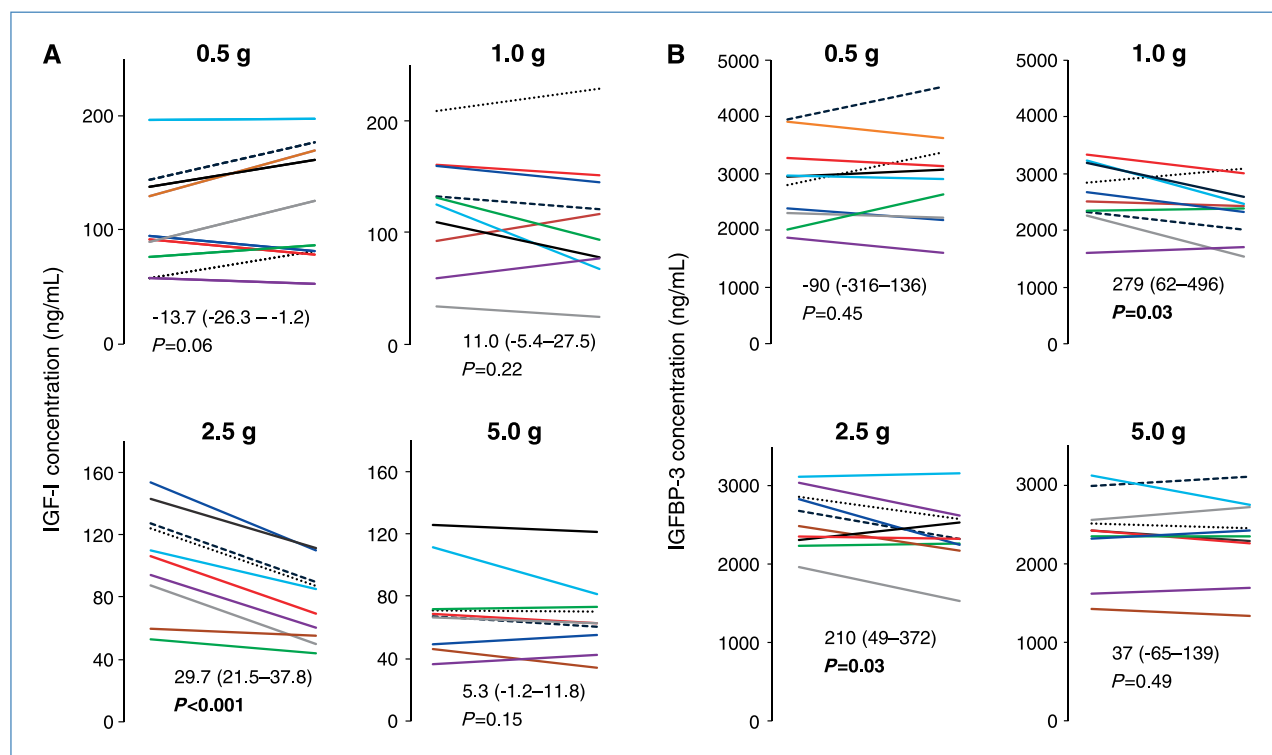 A
IGF-I concentration (ng/mL)
0.5 g
200
100
0
-13.7 (-26.3 – -1.2)
P=0.06
1.0 g
200
100
0
11.0 (-5.4–27.5)
P=0.22
2.5 g
160
120
80
40
0
29.7 (21.5–37.8)
P<0.001
5.0 g
160
120
80
40
0
5.3 (-1.2–11.8)
P=0.15
B
IGFBP-3 concentration (ng/mL)
0.5 g
5000
4000
3000
2000
1000
0
-90 (-316–136)
P=0.45
1.0 g
5000
4000
3000
2000
1000
0
279 (62–496)
P=0.03
2.5 g
3000
2000
1000
0
210 (49–372)
P=0.03
5.0 g
3000
2000
1000
0
37 (-65–139)
P=0.49